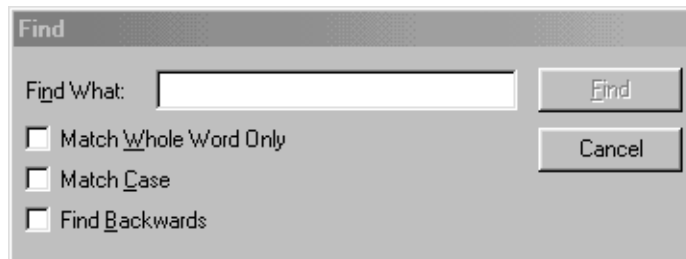 Find
Find What:
Find
Match Whole Word Only
Cancel
Match Case
Find Backwards